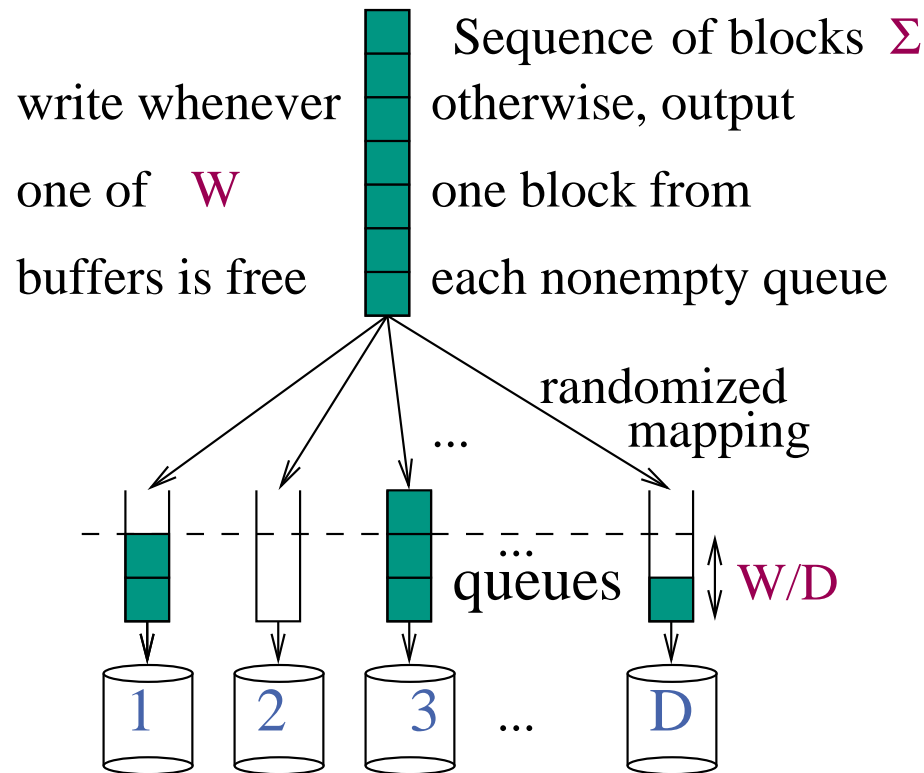 Sequence of blocks Σ
write whenever
otherwise, output
one of W
one block from
buffers is free
each nonempty queue
randomized
mapping
...
...
queues
W/D
1
2
3
...
D